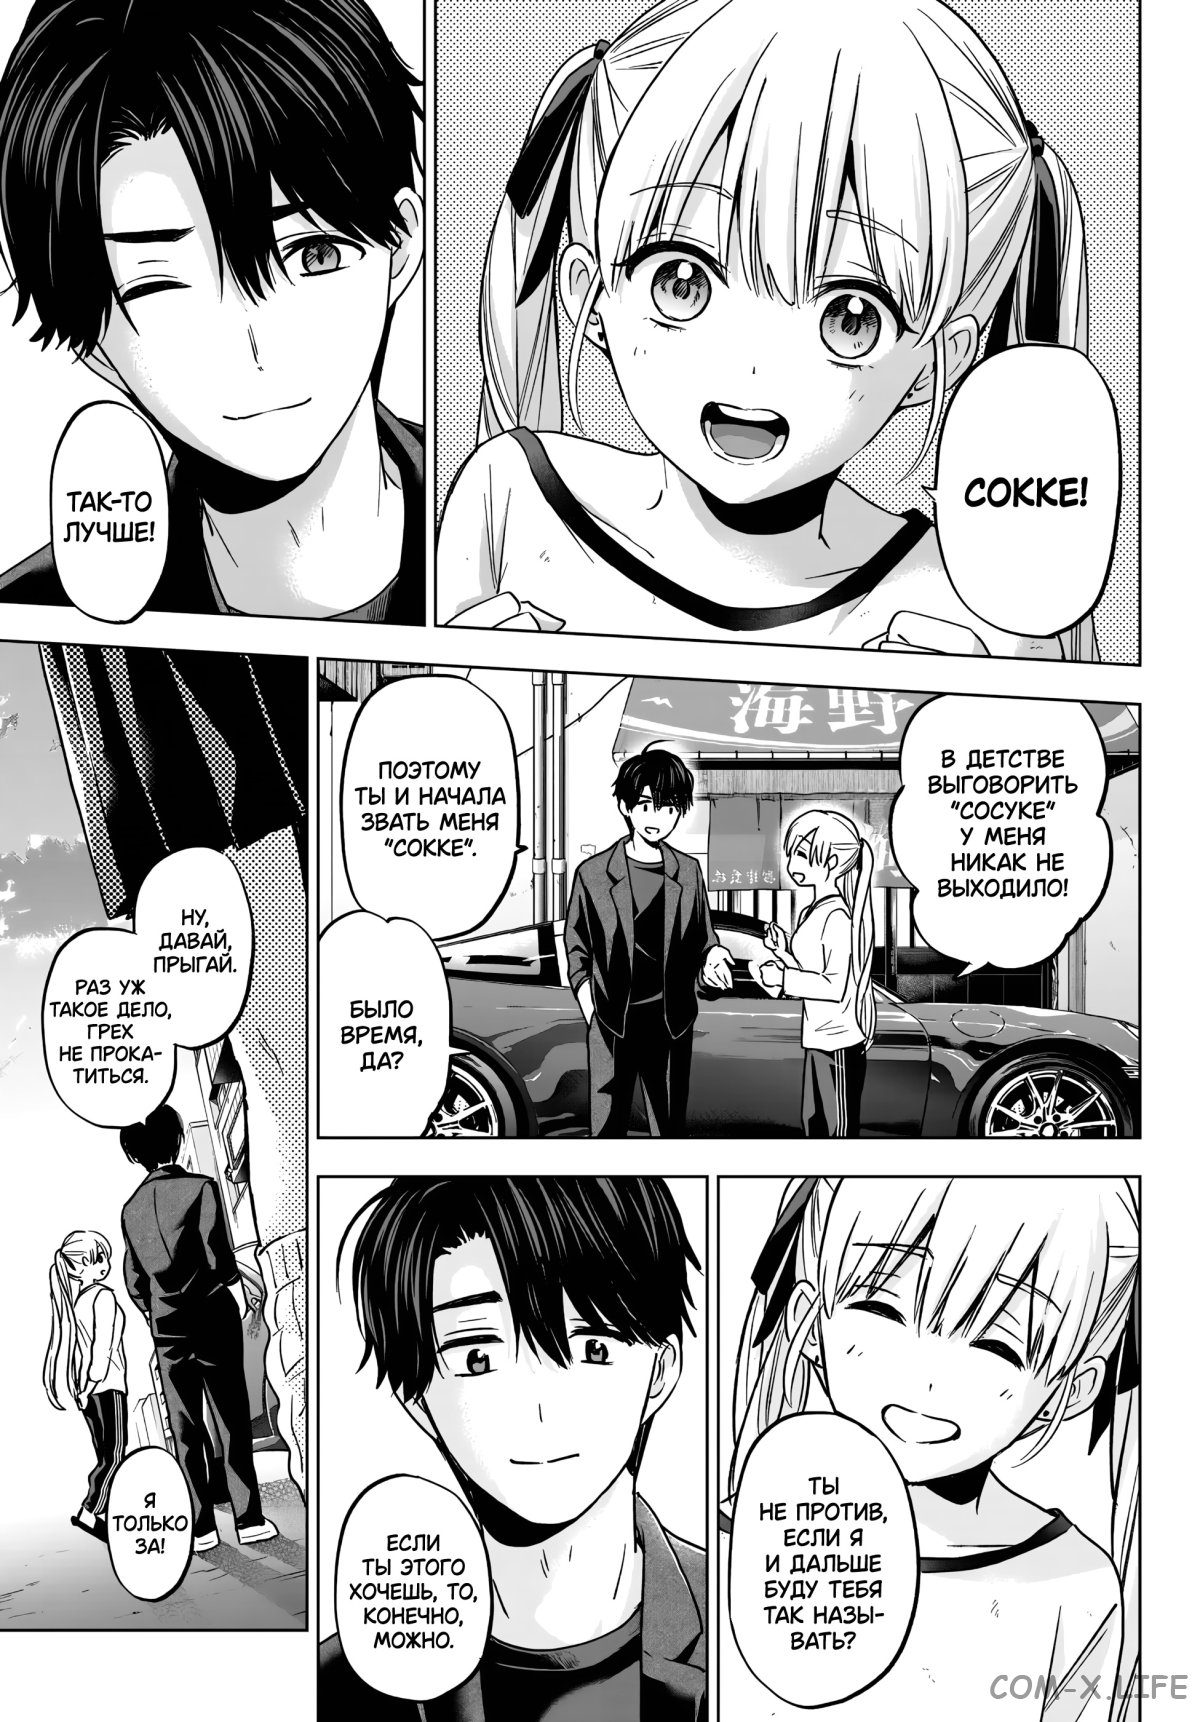 СОККЕ!
ТАК-ТО
ЛУЧШЕ!
海野
В ДЕТСТВЕ
ВЫГОВОРИТЬ
"СОСУКЕ"
У МЕНЯ
НИКАК НЕ
ВЫХОДИЛО!
ПОЭТОМУ
ТЫ И НАЧАЛА
ЗВАТЬ МЕНЯ
"СОККЕ".
БЫЛО
ВРЕМЯ,
ДА?
ТЫ
НЕ ПРОТИВ,
ЕСЛИ Я
И ДАЛЬШЕ
БУДУ ТЕБЯ
ТАК НАЗЫ-
ВАТЬ?
ЕСЛИ
ТЫ ЭТОГО
ХОЧЕШЬ, ТО,
КОНЕЧНО,
МОЖНО.
НУ,
ДАВАЙ,
ПРЫГАЙ.
РАЗ УЖ
ТАКОЕ ДЕЛО,
ГРЕХ
НЕ ПРОКА-
ТИТЬСЯ.
Я
ТОЛЬКО
ЗА!
COM-X.LIFE